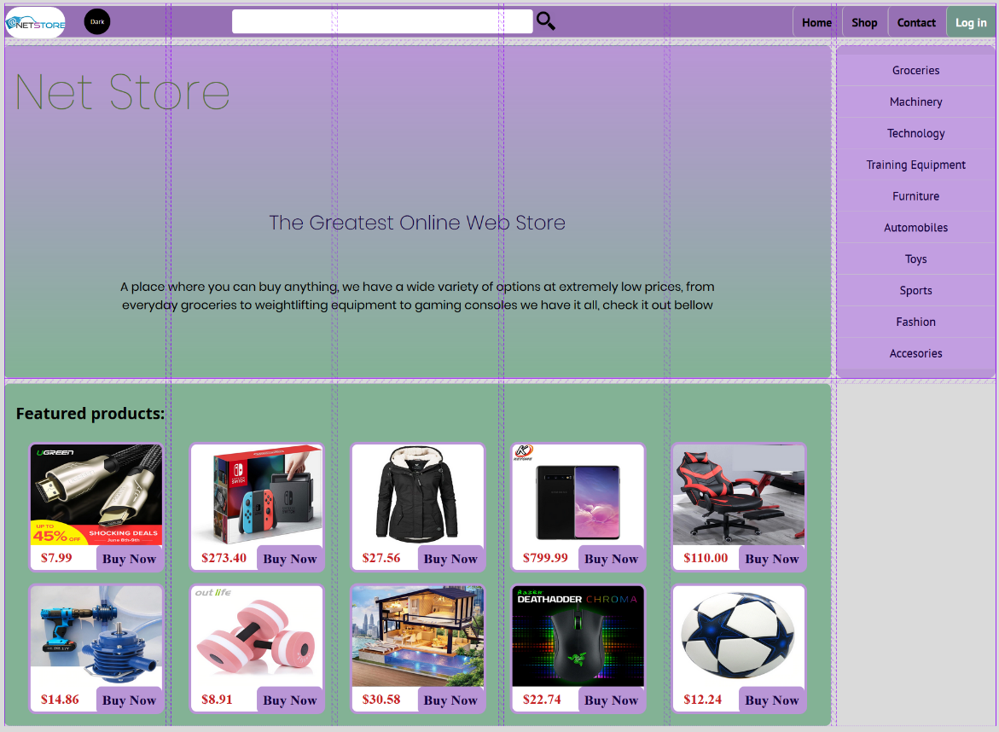 @NETSTORE
Dark
Home
Shop
Contact
Log in
Net Store
The Greatest Online Web Store
A place where you can buy anything, we have a wide variety of options at extremely low prices, from
everyday groceries to weightlifting equipment to gaming consoles we have it all, check it out bellow
Groceries
Machinery
Technology
Training Equipment
Furniture
Automobiles
Toys
Sports
Fashion
Accesories
Featured products:
UGREEN
UP TO
45% OFF
SHOCKING DEALS
June 8th-9th
$7.99 Buy Now
NINTENDO
SWITCH
$273.40 Buy Now
$27.56 Buy Now
KEYONE
SAMSUNG
$799.99 Buy Now
$110.00 Buy Now
$14.86 Buy Now
out life
$8.91 Buy Now
$30.58 Buy Now
RAZER
DEATHADDER CHROMA
$22.74 Buy Now
$12.24 Buy Now